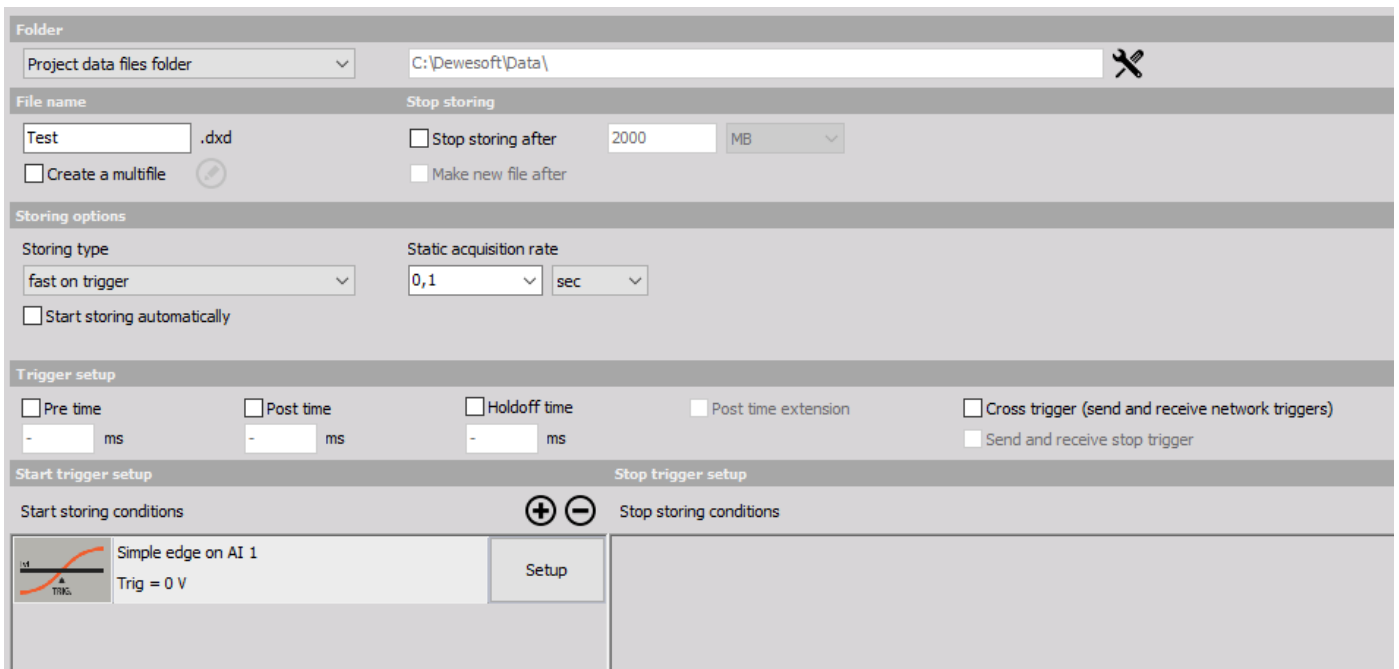 Folder
Project data files folder
C:\Dewesoft\Data\
File name
Stop storing
Test .dxd
Stop storing after 2000 MB
Create a multifile
Make new file after
Storing options
Storing type
Static acquisition rate
fast on trigger
0,1 sec
Start storing automatically
Trigger setup
Pre time
Post time
Holdoff time
Post time extension
Cross trigger (send and receive network triggers)
- ms
- ms
- ms
Send and receive stop trigger
Start trigger setup
Stop trigger setup
Start storing conditions
Stop storing conditions
Simple edge on AI 1
Trig = 0 V
Setup
lvl
TRIG.